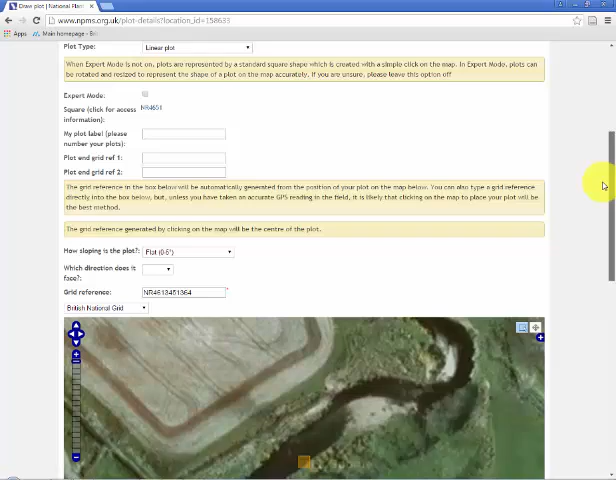 Draw plot | National Plan
www.npms.org.uk/plot-details?location_id=158633
Apps
Main homepage - Bri
Plot Type:
Linear plot
When Expert Mode is not on, plots are represented by a standard square shape which is created with a simple click on the map. In Expert Mode, plots
can be rotated and resized to represent the shape of a plot on the map accurately. If you are unsure, please leave this option off
Expert Mode:
Square (click for access
information):
NR4651
My plot label (please
number your plots):
Plot end grid ref 1:
Plot end grid ref 2:
The grid reference in the box below will be automatically generated from the position of your plot on the map below. You can also type a grid reference
directly into the box below, but, unless you have taken an accurate GPS reading in the field, it is likely that clicking on the map to place your plot will be
the best method.
The grid reference generated by clicking on the map will be the centre of the plot.
How sloping is the plot?:
Flat (0-5°)
Which direction does it
face?:
Grid reference:
NR4613451364
*
British National Grid